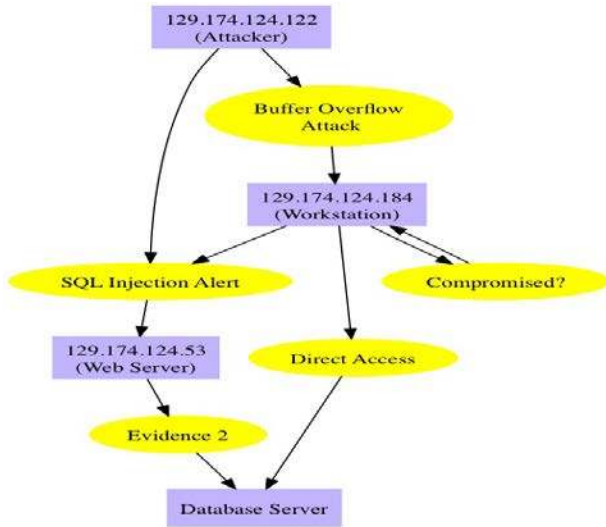 129.174.124.122
(Attacker)
Buffer Overflow
Attack
129.174.124.184
(Workstation)
SQL Injection Alert
Compromised?
129.174.124.53
(Web Server)
Direct Access
Evidence 2
Database Server